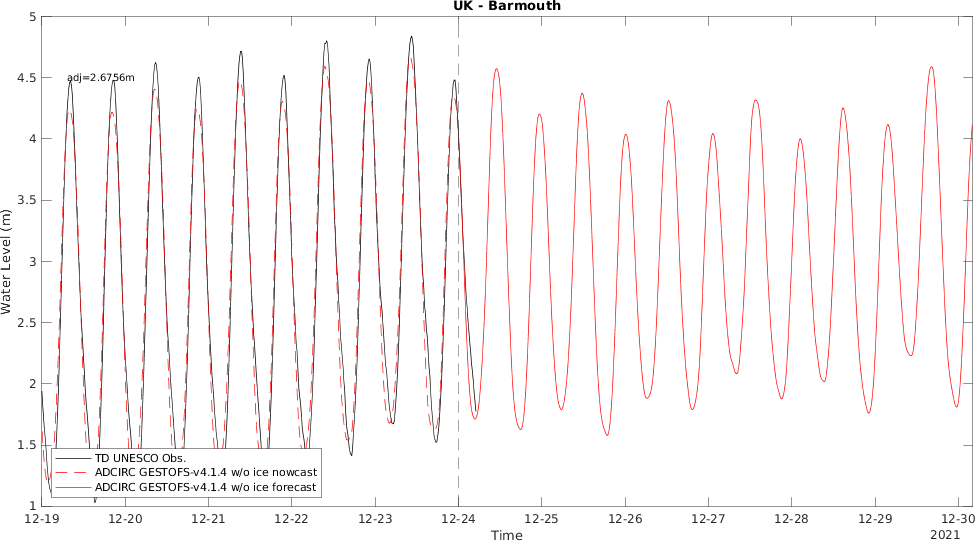 UK - Barmouth
5
4.5
4
3.5
3
2.5
2
1.5
1
Water Level (m)
adj=2.6756m
TD UNESCO Obs.
ADCIRC GESTOFS-v4.1.4 w/o ice nowcast
ADCIRC GESTOFS-v4.1.4 w/o ice forecast
12-19 12-20 12-21 12-22 12-23 12-24 12-25 12-26 12-27 12-28 12-29 12-30
Time
2021